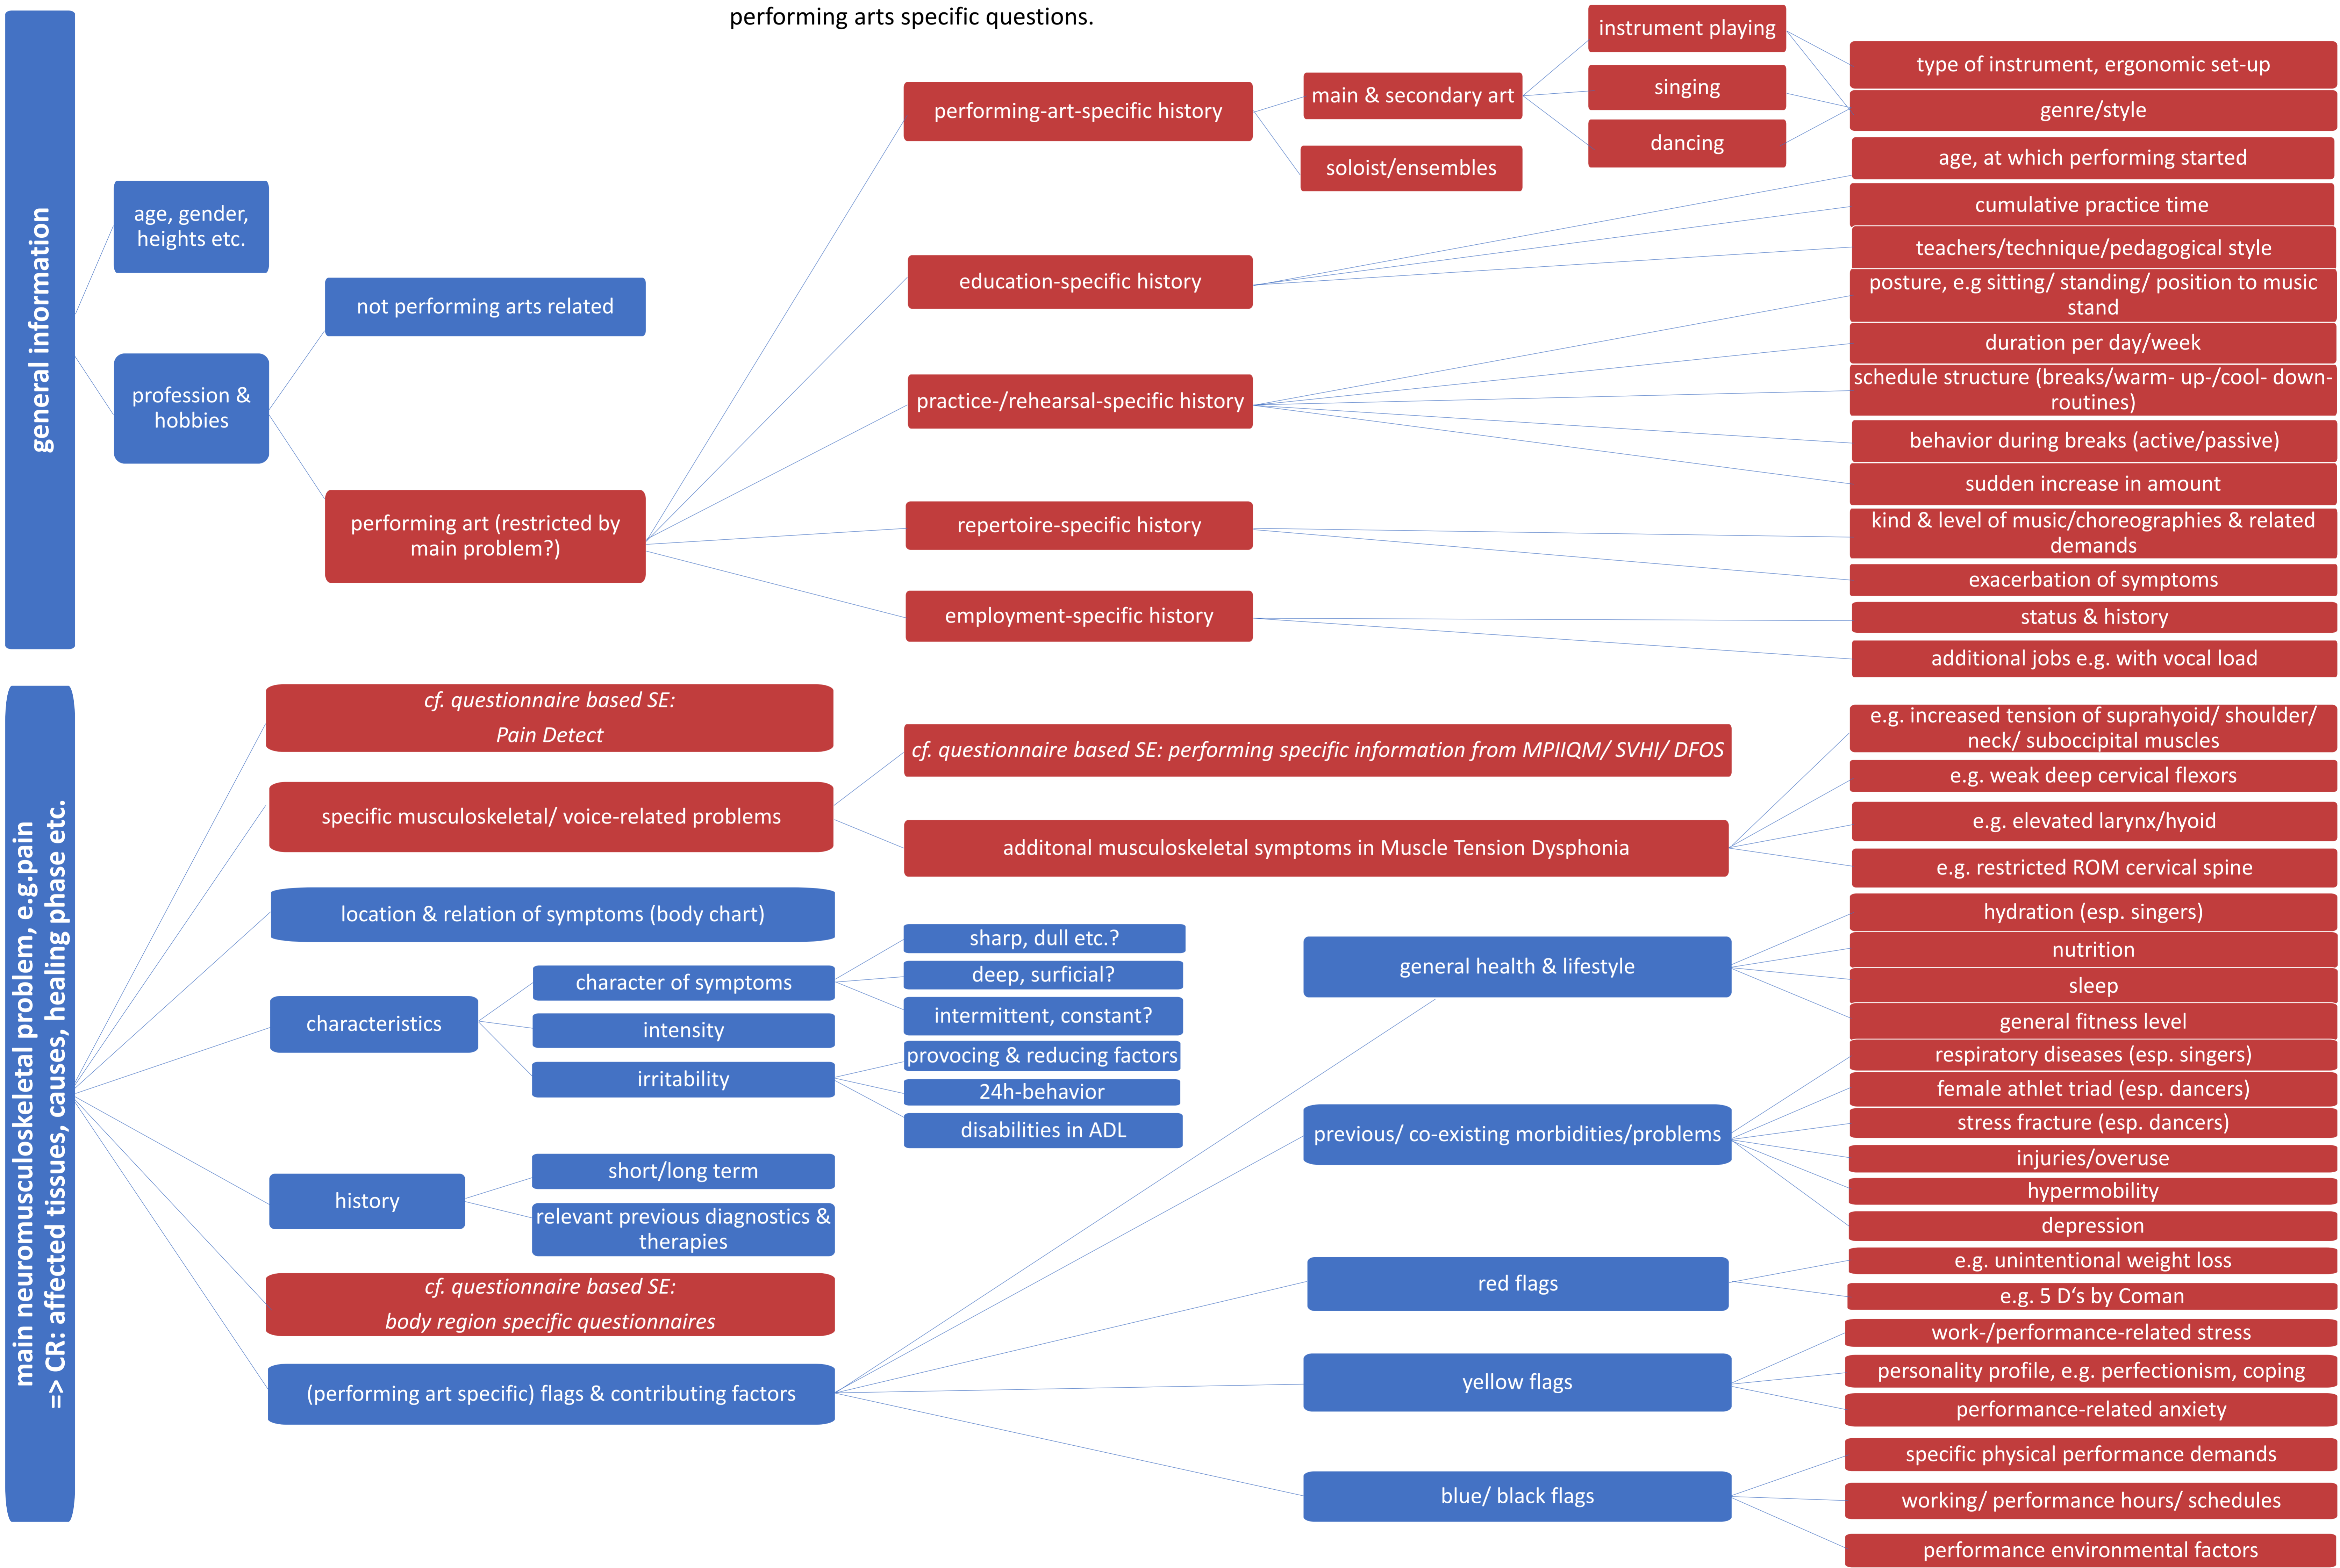 performing arts specific questions.
general information
age, gender,
heights etc.
profession &
hobbies
not performing arts related
performing art (restricted by
main problem?)
performing-art-specific history
main & secondary art
soloist/ensembles
instrument playing
singing
dancing
type of instrument, ergonomic set-up
genre/style
education-specific history
age, at which performing started
cumulative practice time
teachers/technique/pedagogical style
practice-/rehearsal-specific history
posture, e.g sitting/ standing/ position to music
stand
duration per day/week
schedule structure (breaks/warm- up-/cool- down-
routines)
behavior during breaks (active/passive)
sudden increase in amount
repertoire-specific history
kind & level of music/choreographies & related
demands
exacerbation of symptoms
employment-specific history
status & history
additional jobs e.g. with vocal load
main neuromusculoskeletal problem, e.g.pain
=> CR: affected tissues, causes, healing phase etc.
cf. questionnaire based SE:
Pain Detect
specific musculoskeletal/ voice-related problems
cf. questionnaire based SE: performing specific information from MPIIQM/ SVHI/ DFOS
additonal musculoskeletal symptoms in Muscle Tension Dysphonia
e.g. increased tension of suprahyoid/ shoulder/
neck/ suboccipital muscles
e.g. weak deep cervical flexors
e.g. elevated larynx/hyoid
e.g. restricted ROM cervical spine
location & relation of symptoms (body chart)
characteristics
character of symptoms
sharp, dull etc.?
deep, surficial?
intermittent, constant?
intensity
irritability
provocing & reducing factors
24h-behavior
disabilities in ADL
history
short/long term
relevant previous diagnostics &
therapies
cf. questionnaire based SE:
body region specific questionnaires
(performing art specific) flags & contributing factors
general health & lifestyle
hydration (esp. singers)
nutrition
sleep
general fitness level
previous/ co-existing morbidities/problems
respiratory diseases (esp. singers)
female athlet triad (esp. dancers)
stress fracture (esp. dancers)
injuries/overuse
hypermobility
depression
red flags
e.g. unintentional weight loss
e.g. 5 D‘s by Coman
yellow flags
work-/performance-related stress
personality profile, e.g. perfectionism, coping
performance-related anxiety
blue/ black flags
specific physical performance demands
working/ performance hours/ schedules
performance environmental factors